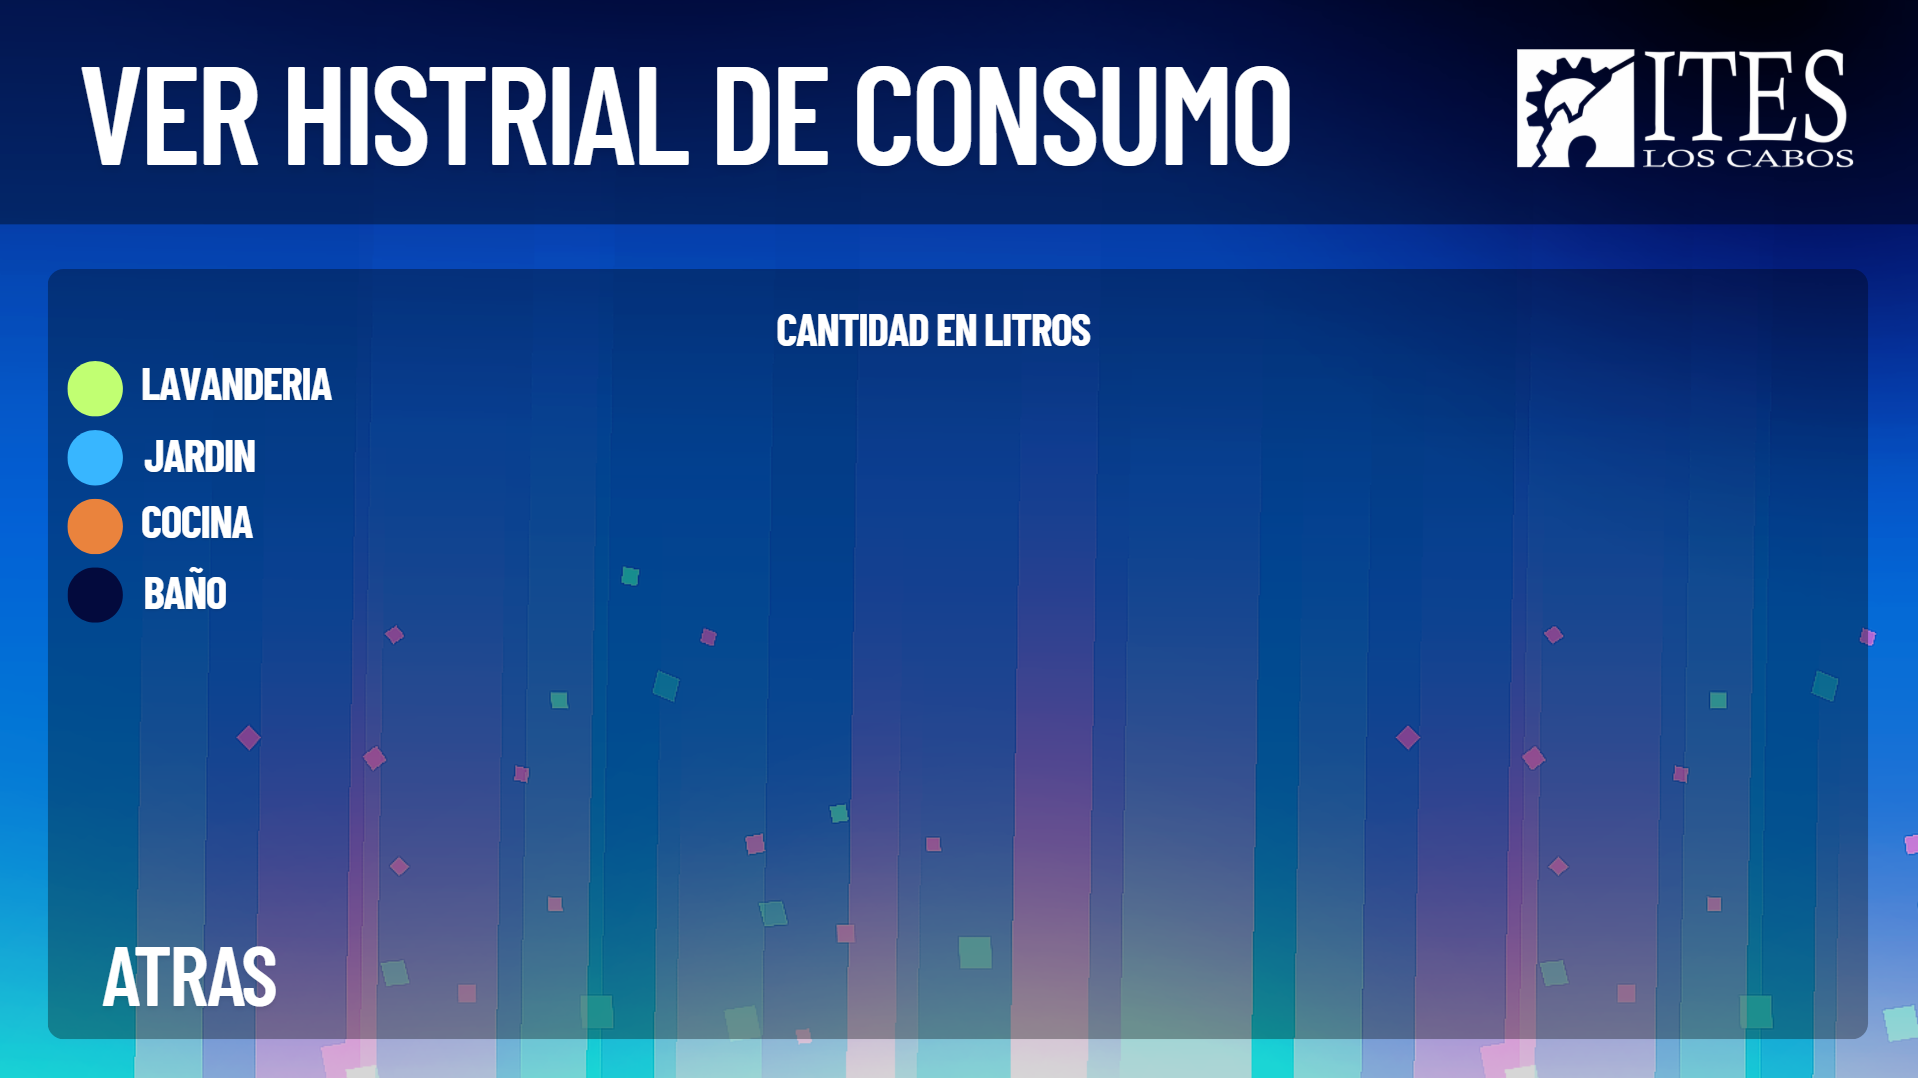 VER HISTRIAL DE CONSUMO
ITES
LOS CABOS
CANTIDAD EN LITROS
LAVANDERIA
JARDIN
COCINA
BAÑO
ATRAS